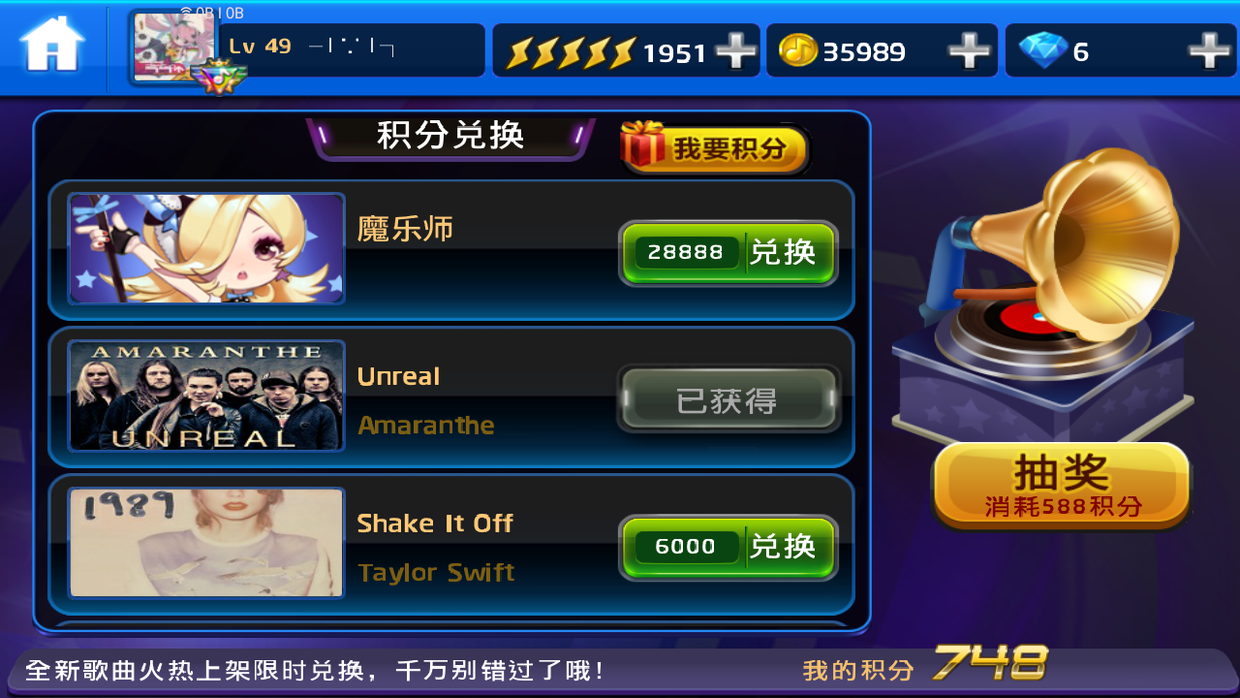 0B | 0B
Lv 49
1951
35989
6
积分兑换
我要积分
魔乐师
28888 兑换
AMARANTHE
UNREAL
Unreal
Amaranthe
已获得
1989
Shake It Off
Taylor Swift
6000 兑换
抽奖
消耗588积分
全新歌曲火热上架限时兑换，千万别错过了哦！
我的积分 748